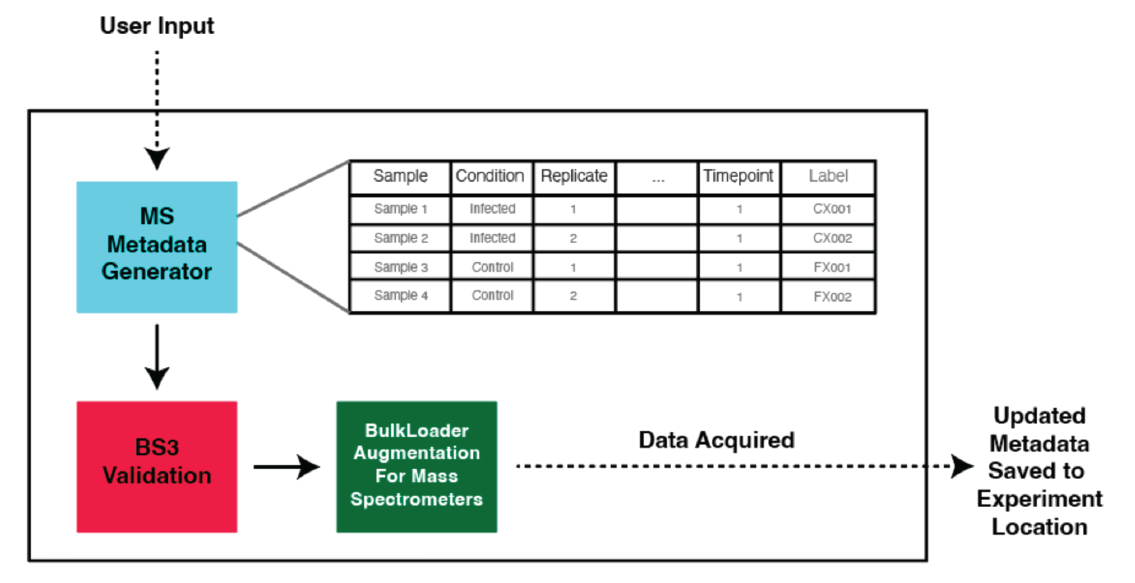 User Input
MS
Metadata
Generator
Sample Condition Replicate ... Timepoint Label
Sample 1 Infected 1 1 CX001
Sample 2 Infected 2 1 CX002
Sample 3 Control 1 1 FX001
Sample 4 Control 2 1 FX002
BS3
Validation
BulkLoader
Augmentation
For Mass
Spectrometers
Data Acquired
Updated
Metadata
Saved to
Experiment
Location